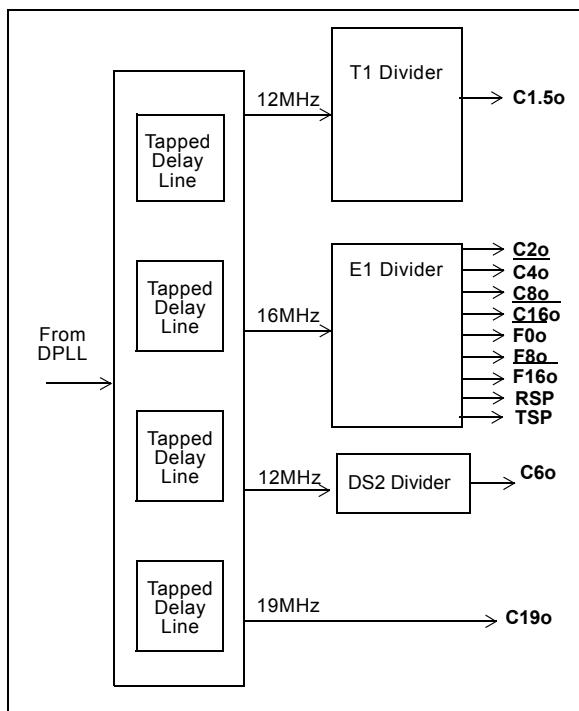 T1 Divider
12MHz
C1.5o
Tapped
Delay
Line
C2o
E1 Divider
C4o
Tapped
Delay
Line
C8o
16MHz
C16o
From
DPLL
F0o
F8o
F16o
RSP
TSP
Tapped
Delay
Line
12MHz
DS2 Divider
C6o
Tapped
Delay
Line
19MHz
C19o